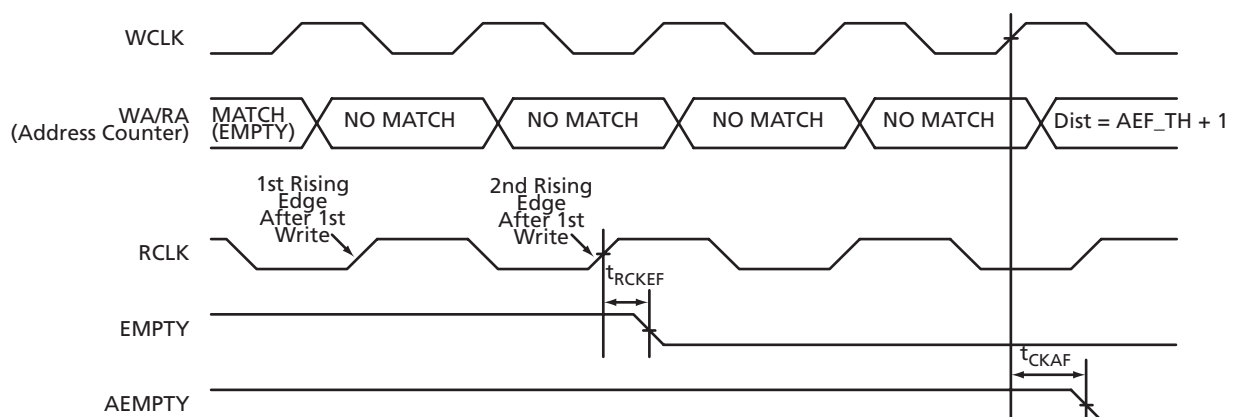 WCLK
WA/RA
(Address Counter)
MATCH
(EMPTY)
NO MATCH
NO MATCH
NO MATCH
NO MATCH
Dist = AEF_TH + 1
1st Rising
Edge
After 1st
Write
2nd Rising
Edge
After 1st
Write
RCLK
tRCKEF
EMPTY
tCKAF
AEMPTY